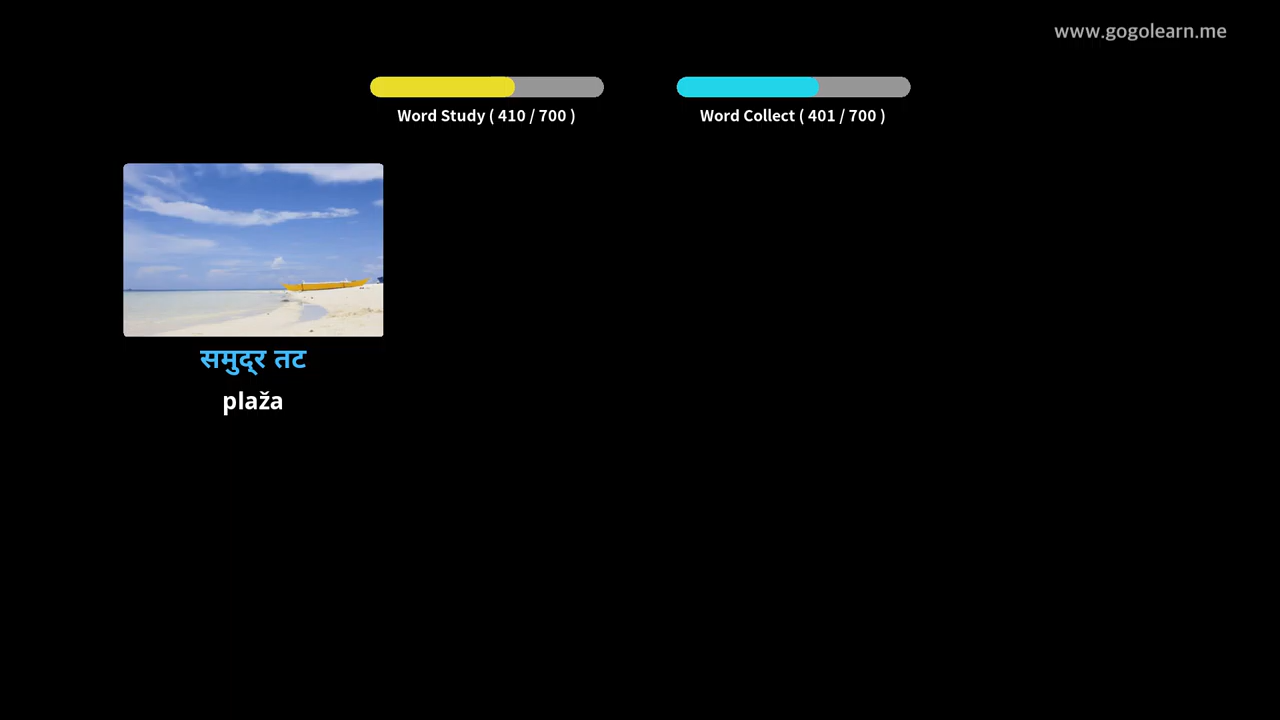 www.gogolearn.me
Word Study ( 410 / 700 )
Word Collect ( 401 / 700 )
समुद्र तट
plaža